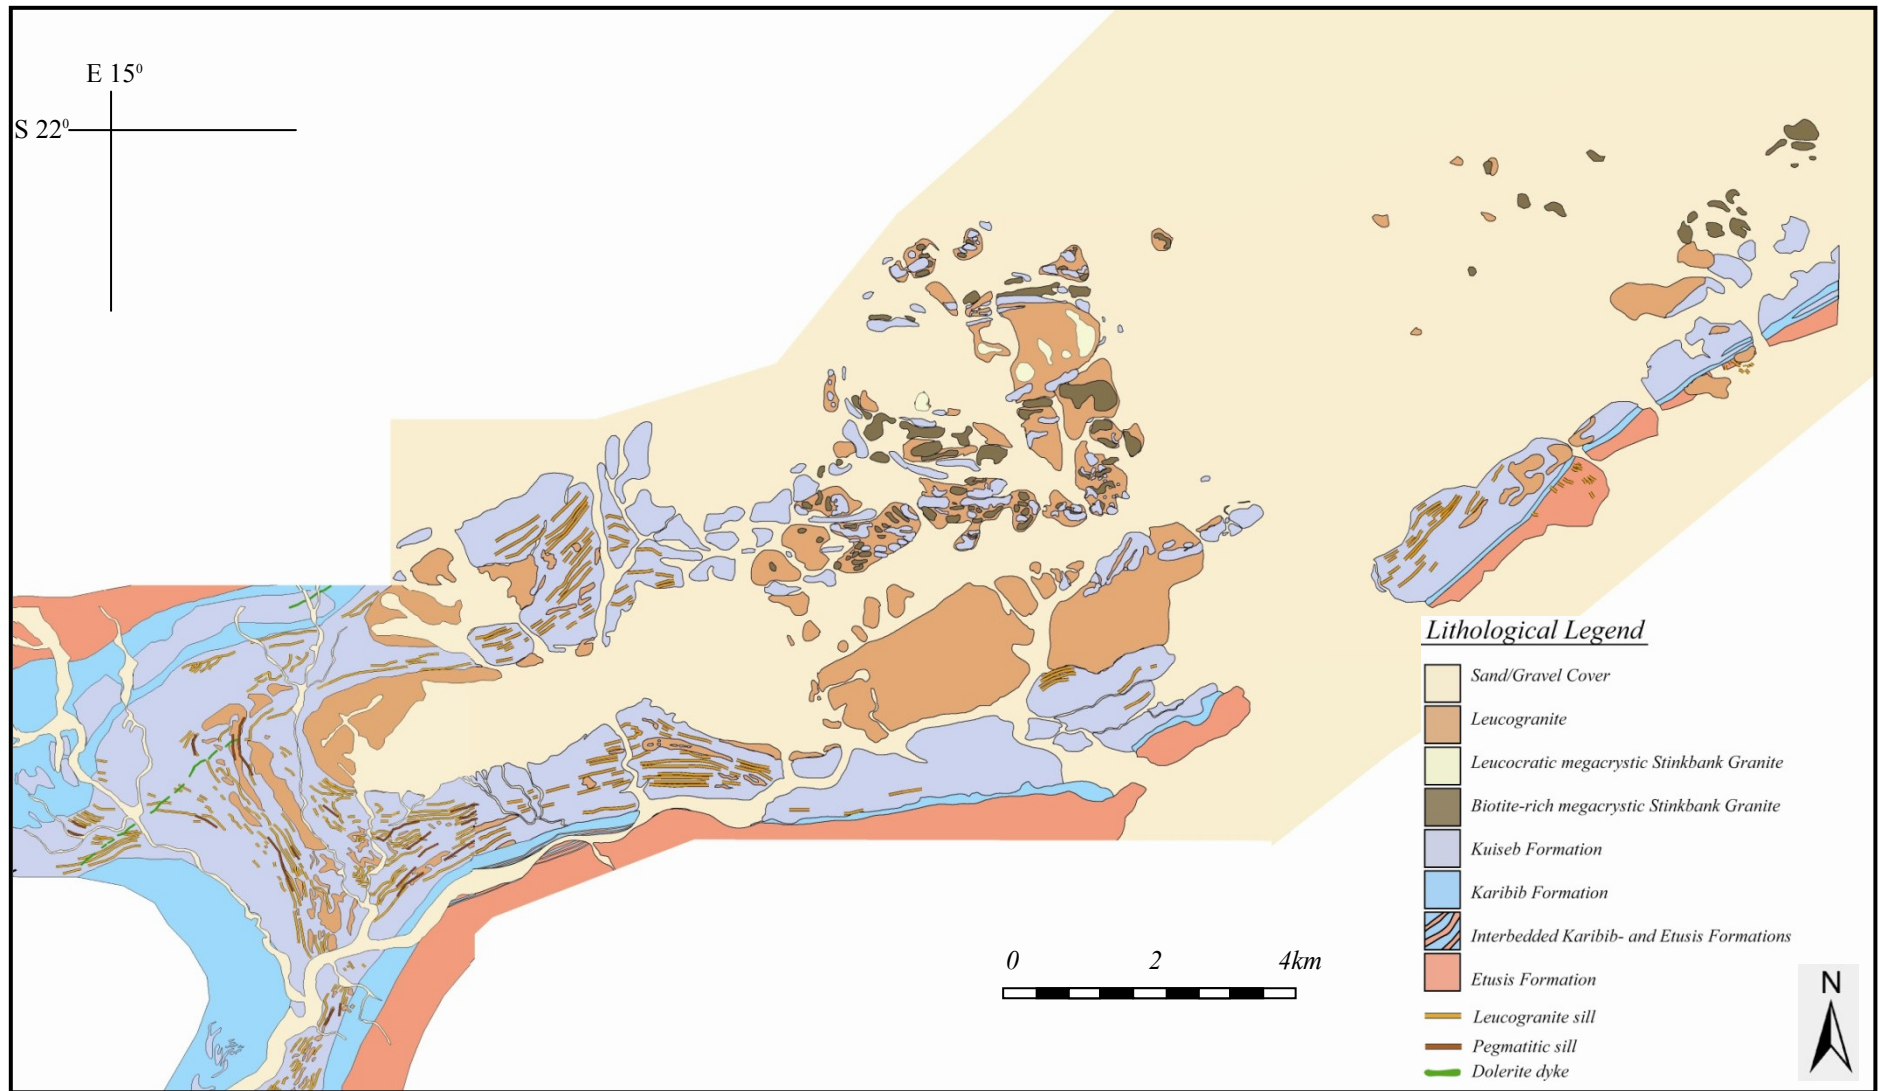 E 15⁰
S 22⁰
Lithological Legend
Sand/Gravel Cover
Leucogranite
Leucocratic megacrystic Stinkbank Granite
Biotite-rich megacrystic Stinkbank Granite
Kuiseb Formation
Karibib Formation
Interbedded Karibib- and Etusis Formations
Etusis Formation
Leucogranite sill
Pegmatitic sill
Dolerite dyke
0 2 4km
N